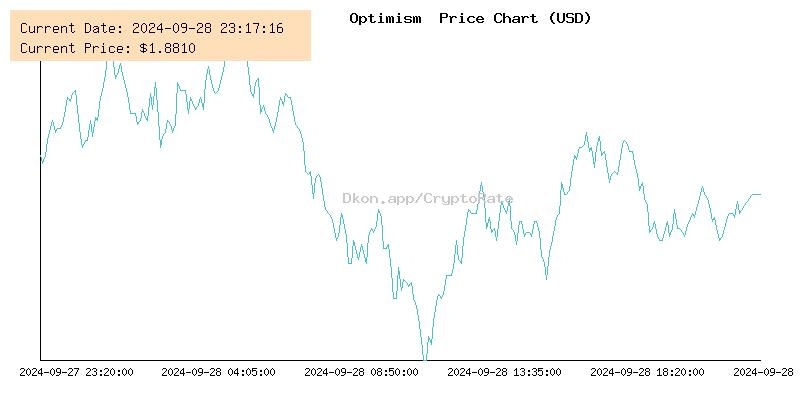 Optimism  Price Chart (USD)
Current Date: 2024-09-28 23:17:16
Current Price: $1.8810
Dkon.app/CryptoRate
2024-09-27 23:20:00 2024-09-28 04:05:00 2024-09-28 08:50:00 2024-09-28 13:35:00 2024-09-28 18:20:00 2024-09-28